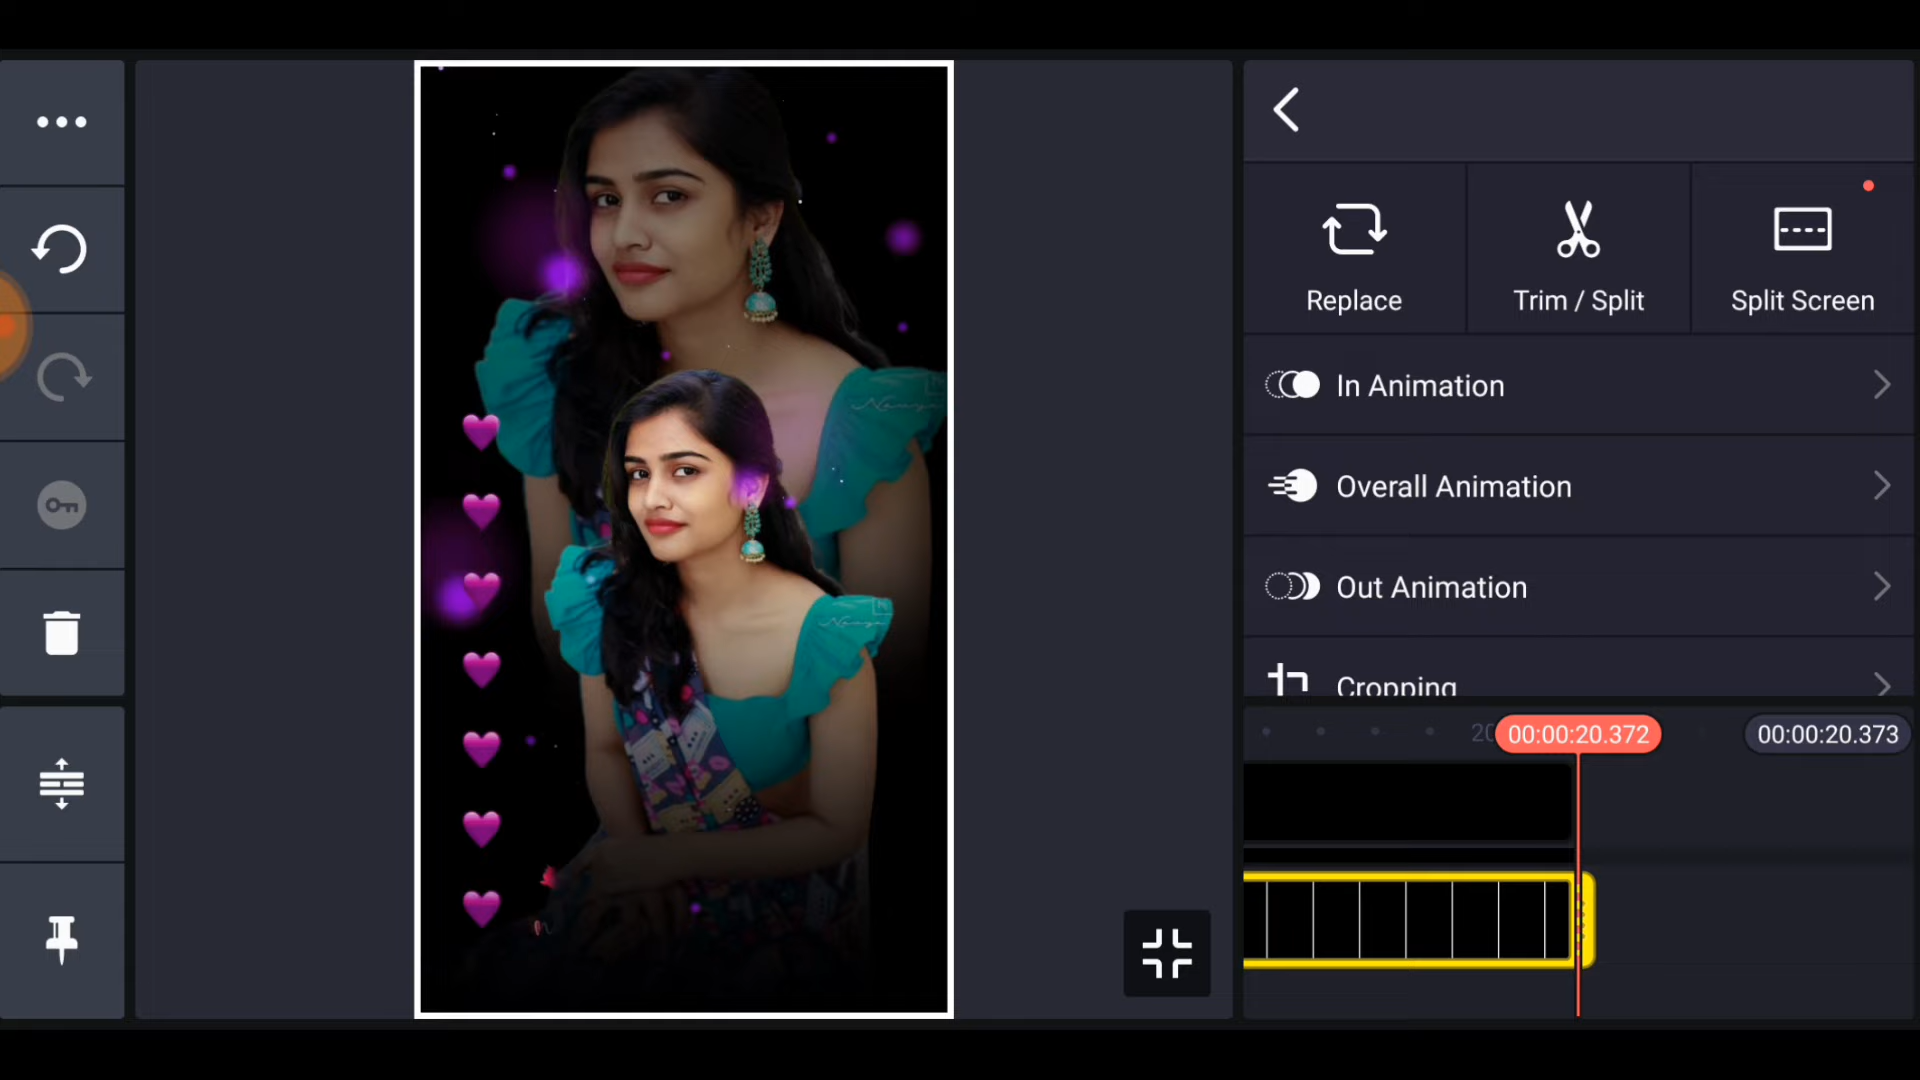 Replace
Trim / Split
Split Screen
In Animation
Overall Animation
Out Animation
Cropping
20
00:00:20.372
00:00:20.373